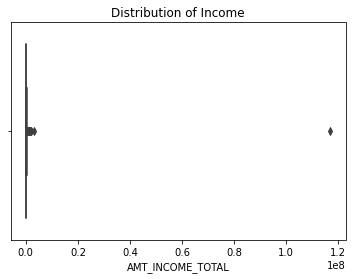 Distribution of Income
0.0 0.2 0.4 0.6 0.8 1.0 1.2
1e8
AMT_INCOME_TOTAL